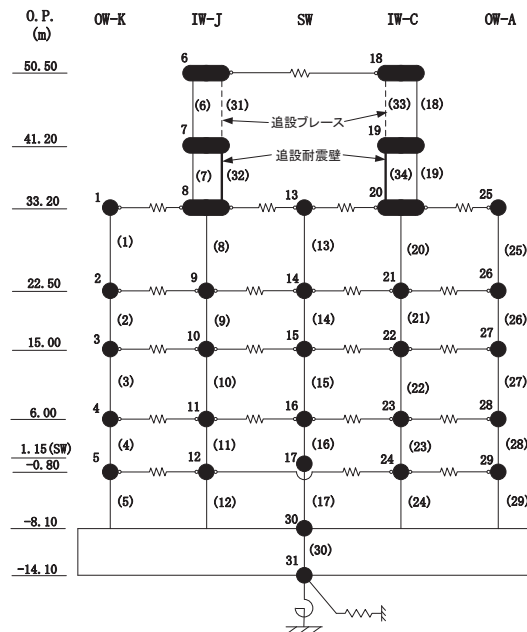 O.P. OW-K IW-J SW IW-C OW-A
(m)
6 18
50.50
(6) (31) (33) (18)
追設ブレース
7 19
41.20
追設耐震壁
(7) (32) (34) (19)
1 8 13 20 25
33.20
(1) (8) (13) (20) (25)
2 9 14 21 26
22.50
(2) (9) (14) (21) (26)
3 10 15 22 27
15.00
(3) (10) (15) (22) (27)
4 11 16 23 28
6.00
(4) (11) (16) (23) (28)
1.15(SW)
5 12 17 24 29
-0.80
(5) (12) (17) (24) (29)
30
-8.10
(30)
31
-14.10